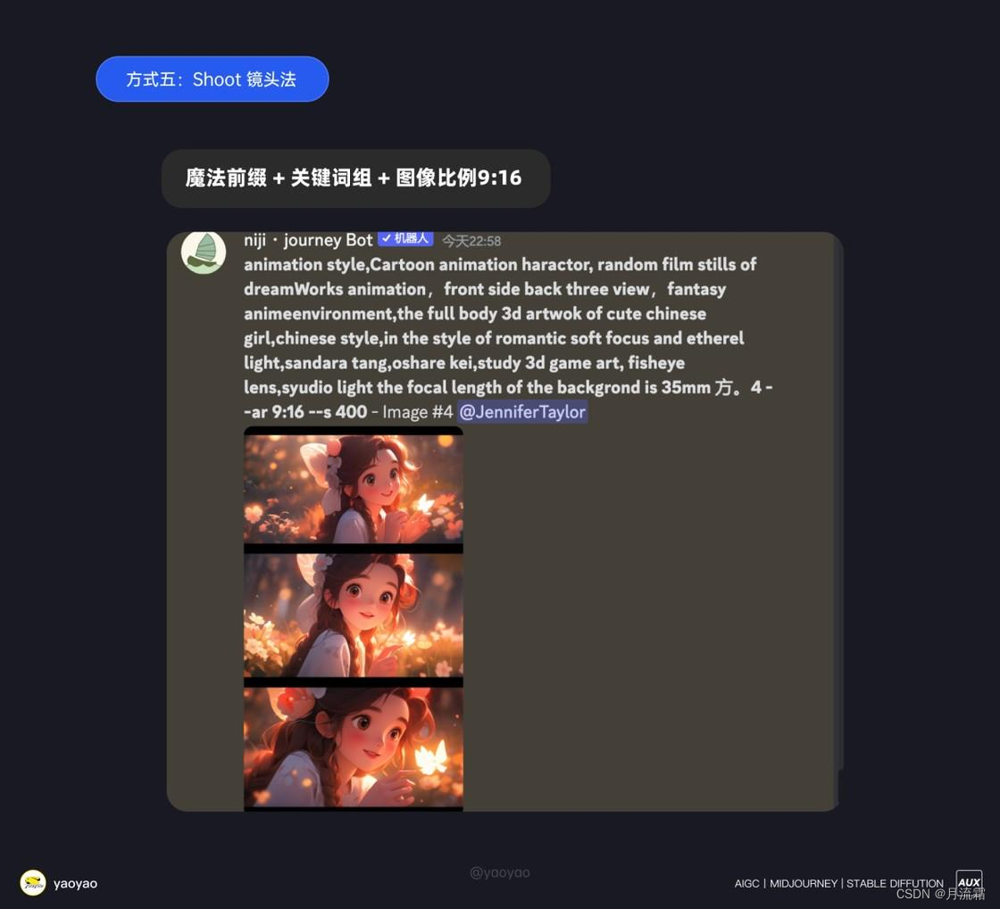 方式五：Shoot 镜头法
魔法前缀 + 关键词组 + 图像比例9:16
niji · journey Bot ✓ 机器人 今天22:58
animation style,Cartoon animation haractor, random film stills of
dreamWorks animation，front side back three view，fantasy
animeenvironment,the full body 3d artwok of cute chinese
girl,chinese style,in the style of romantic soft focus and etherel
light,sandara tang,oshare kei,study 3d game art, fisheye
lens,syudio light the focal length of the backgrond is 35mm 方。4 -
-ar 9:16 --s 400 - Image #4 @JenniferTaylor
@yaoyao
yaoyao
AIGC | MIDJOURNEY | STABLE DIFFUTION
AUX
CSDN @月流霜